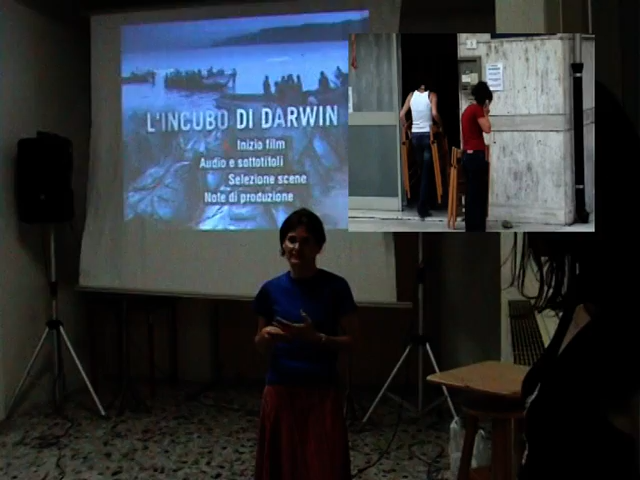 L'INCUBO DI DARWIN
Inizio film
Audio e sottotitoli
Selezione scene
Note di produzione